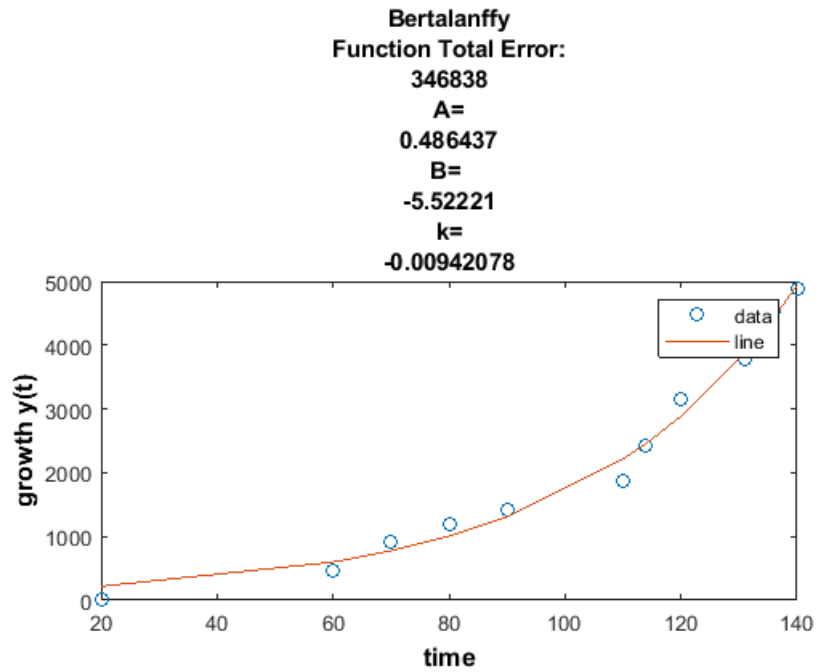 Bertalanffy
Function Total Error:
346838
A=
0.486437
B=
-5.52221
k=
-0.00942078
5000
4000
3000
2000
1000
0
growth y(t)
data
line
20
40
60
80
100
120
140
time